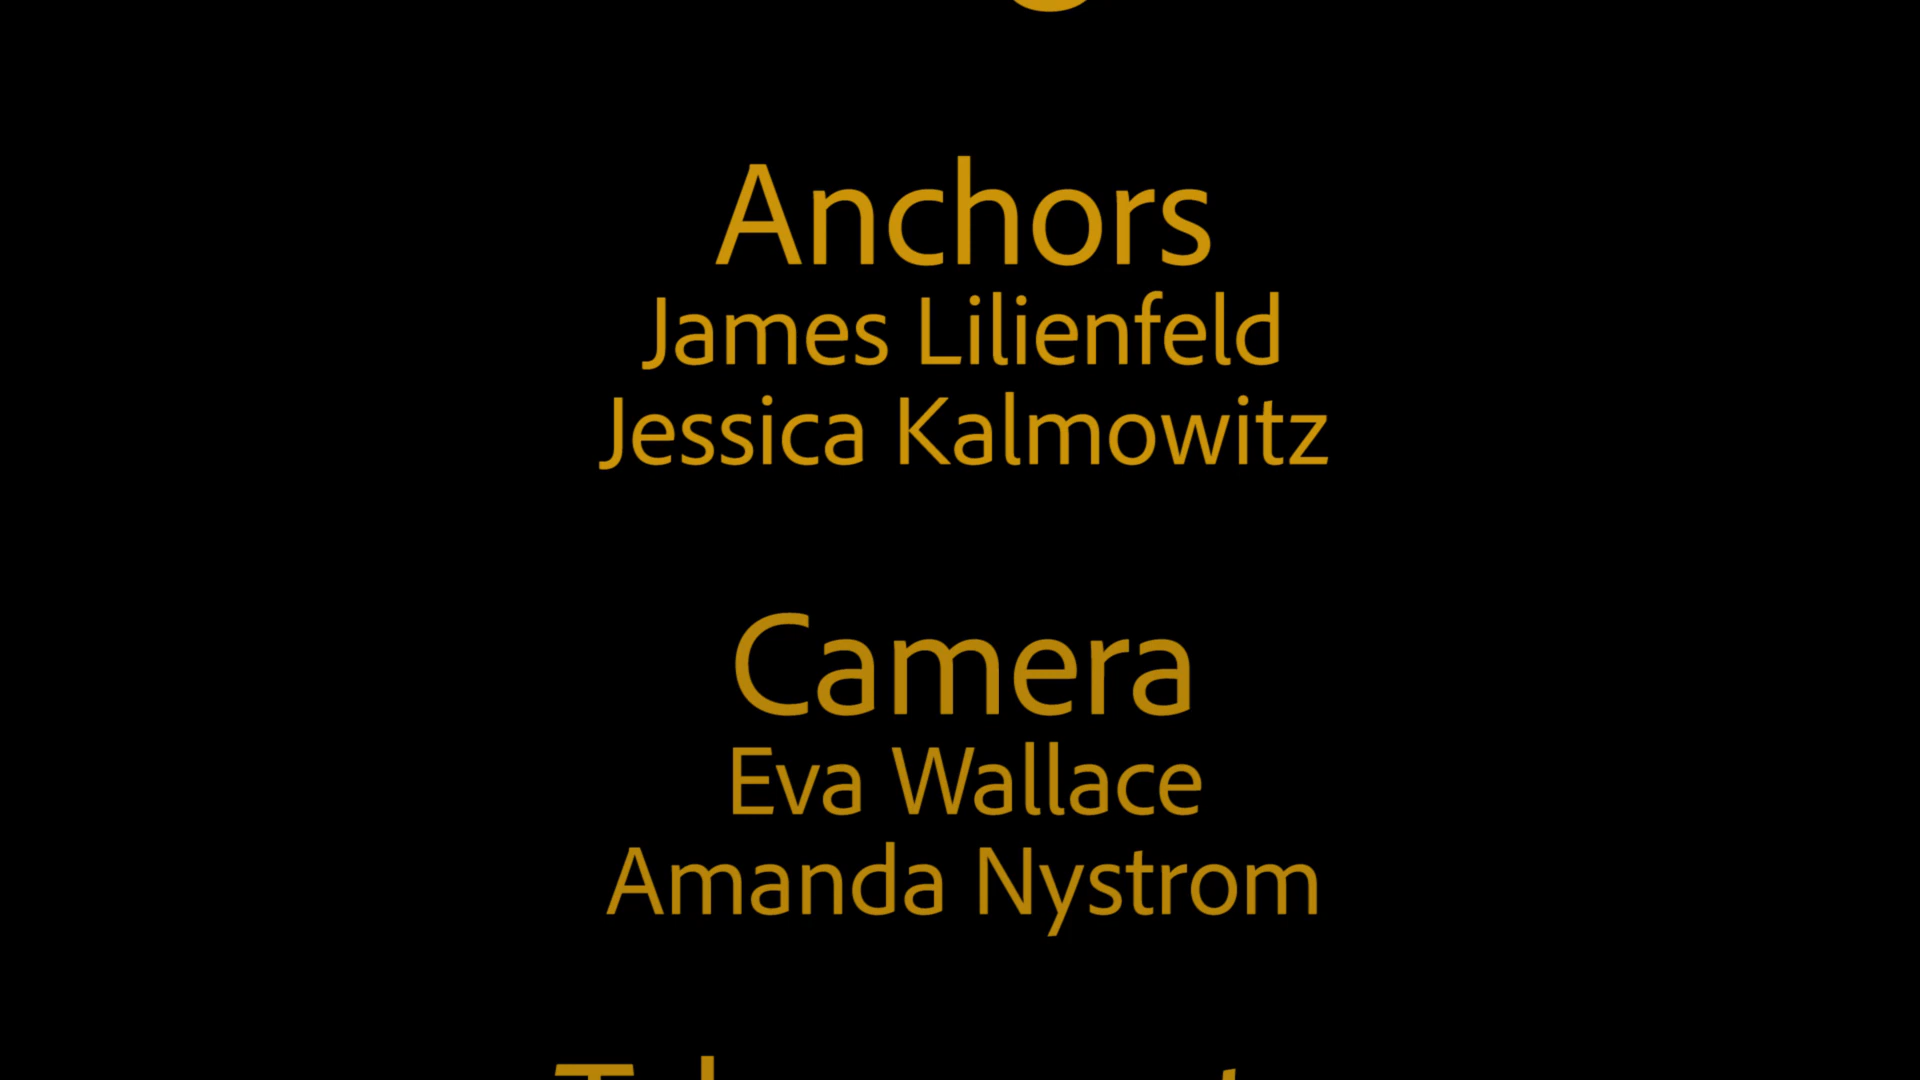 Anchors
James Lilienfeld
Jessica Kalmowitz
Camera
Eva Wallace
Amanda Nystrom